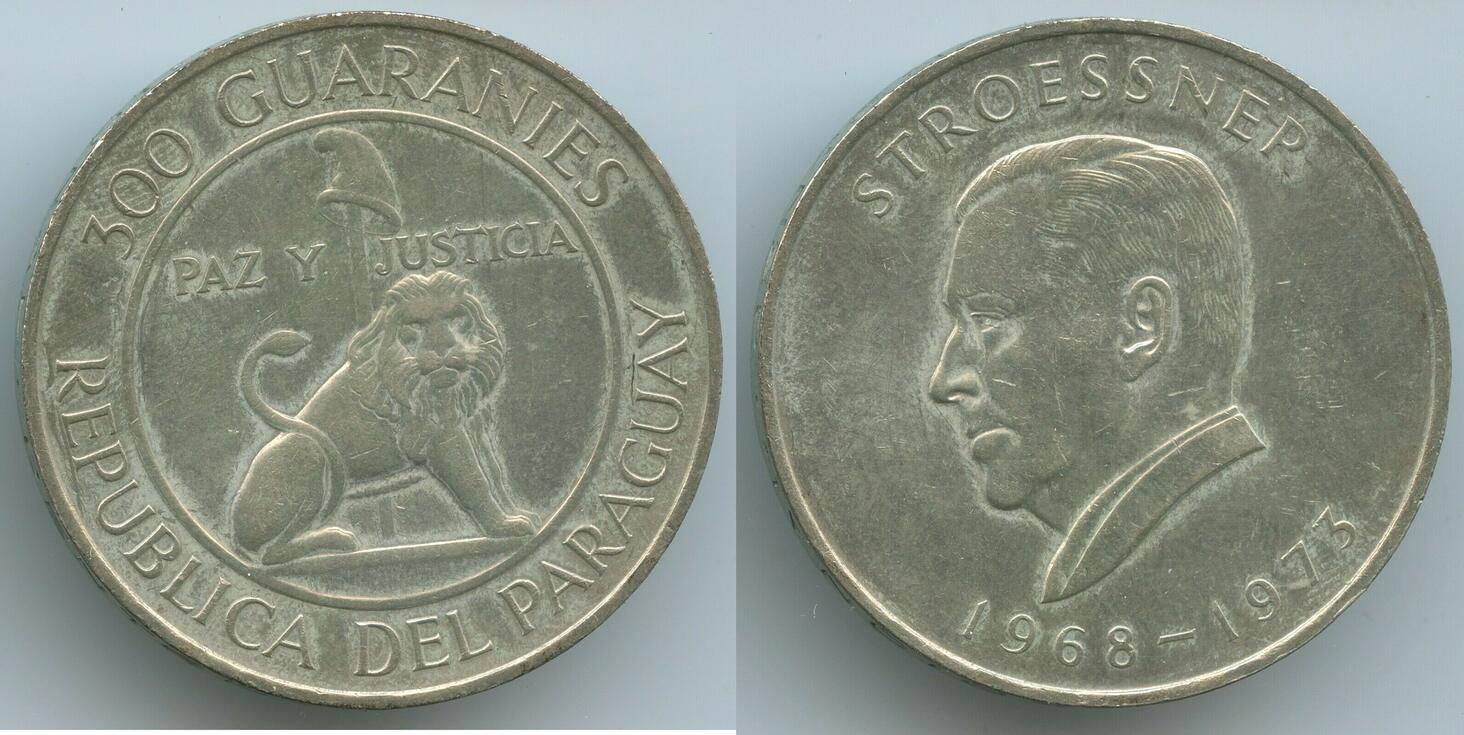 300 GUARANIES
PAZ Y JUSTICIA
REPUBLICA DEL PARAGUAY
STROESSNER
1968 – 1973